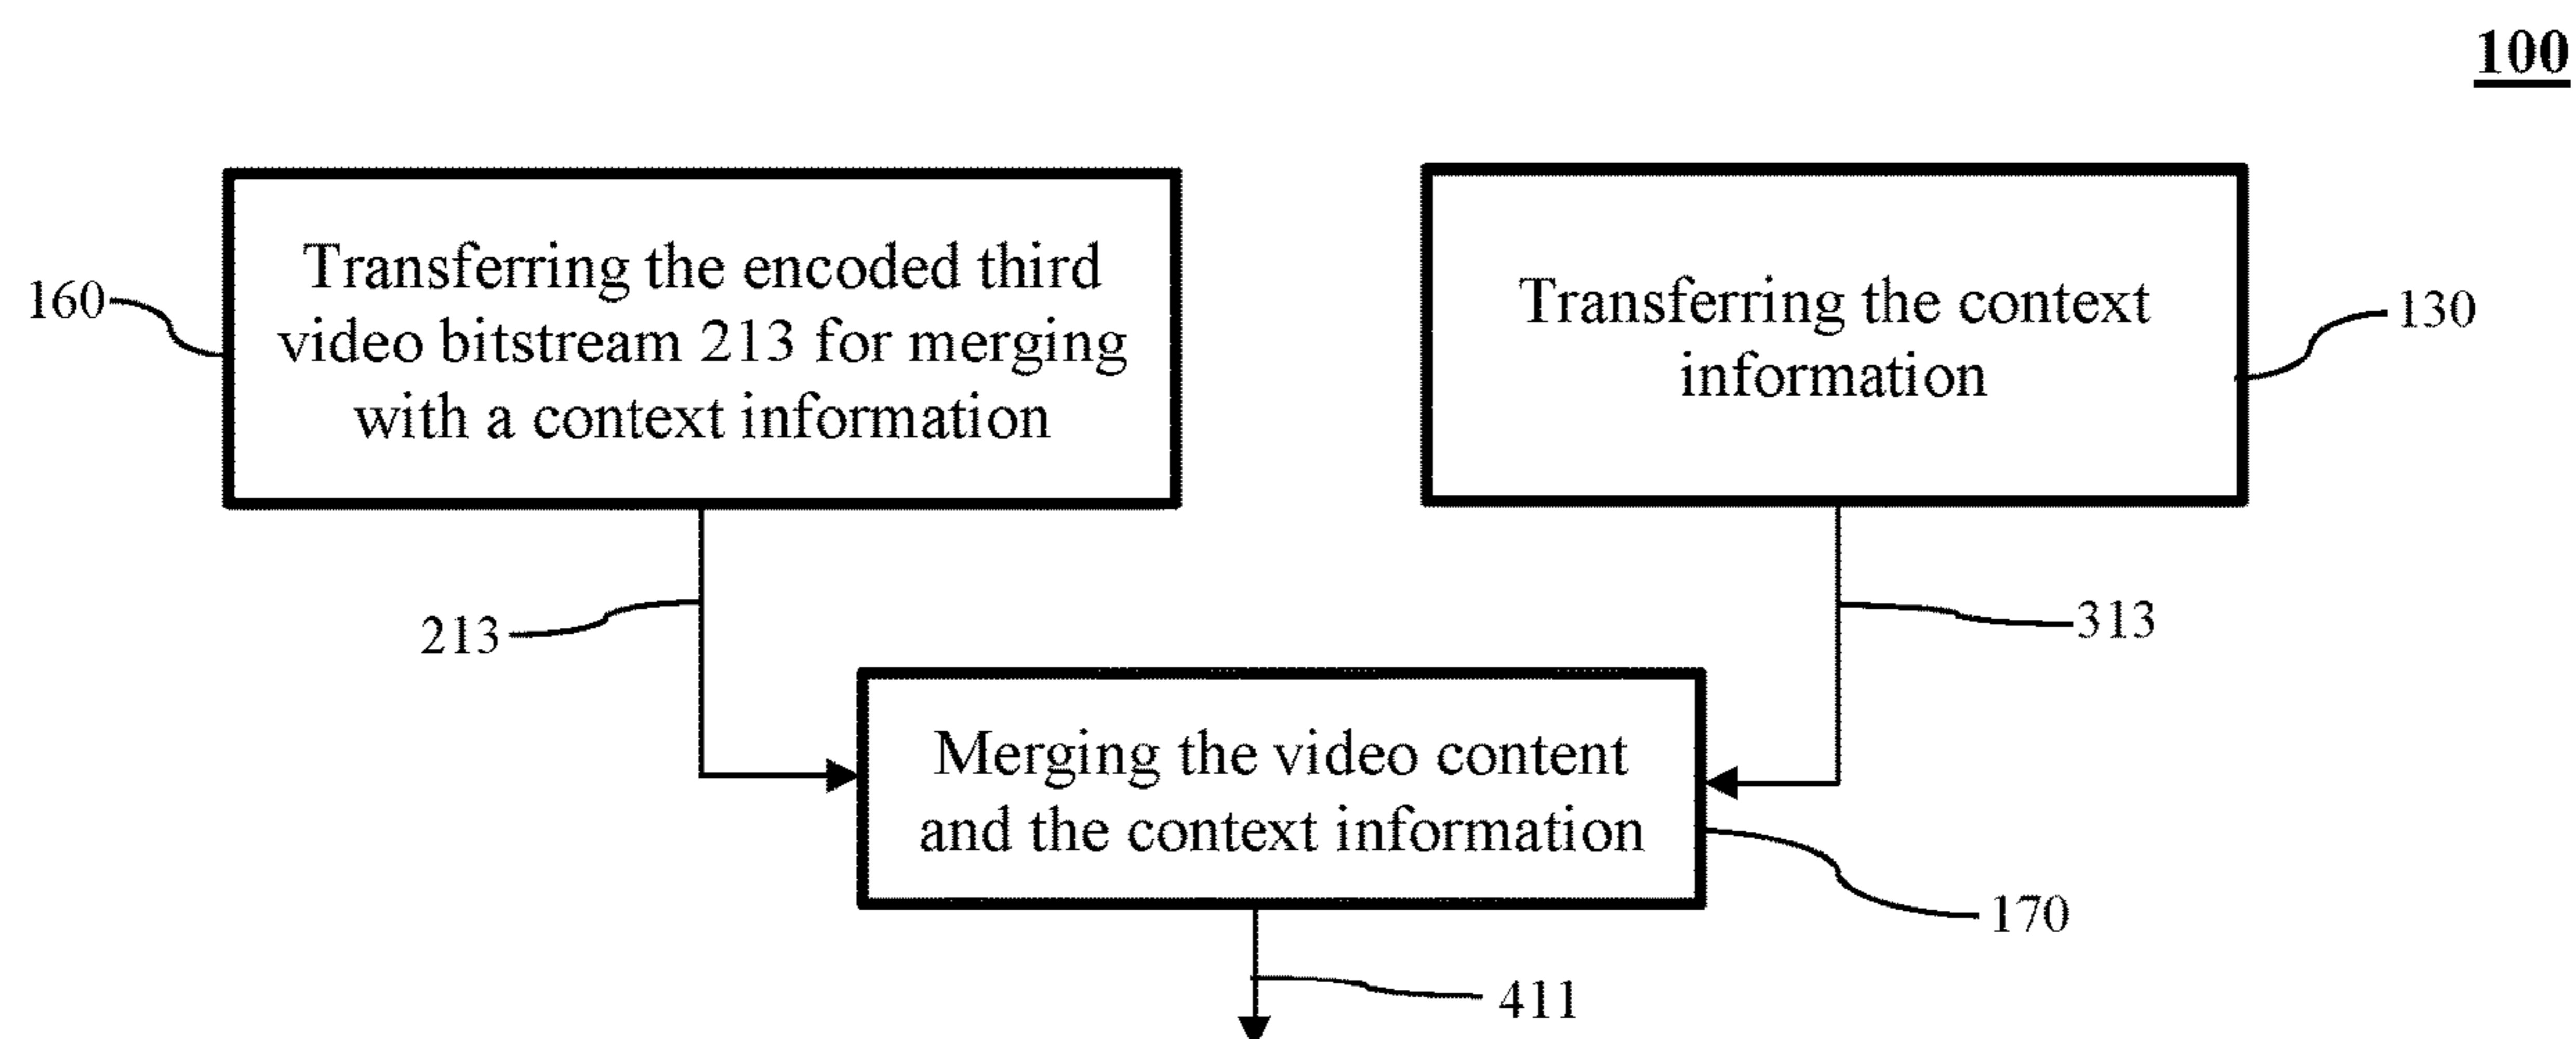 100
Transferring the encoded third
video bitstream 213 for merging
with a context information
160
Transferring the context
information
130
213
313
Merging the video content
and the context information
170
411